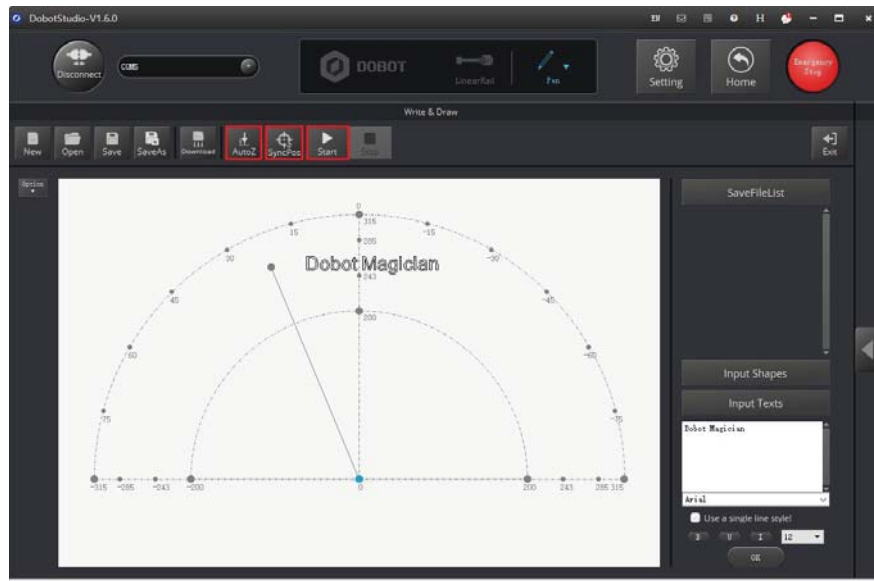 DobotStudio-V1.6.0
EN
H
Disconnect
COM5
DOBOT
LinearRail
Pen
Setting
Home
Emergency Stop
Write & Draw
New
Open
Save
SaveAs
Download
AutoZ
SyncPos
Start
Stop
Exit
Option
0
315
15
-15
285
30
-30
Dobot Magician
243
45
-45
200
60
-60
75
-75
-315 -285 -243 -200 0 200 243 285 315
SaveFileList
Input Shapes
Input Texts
Dobot Magician
Arial
Use a single line style!
B U I 12
OK